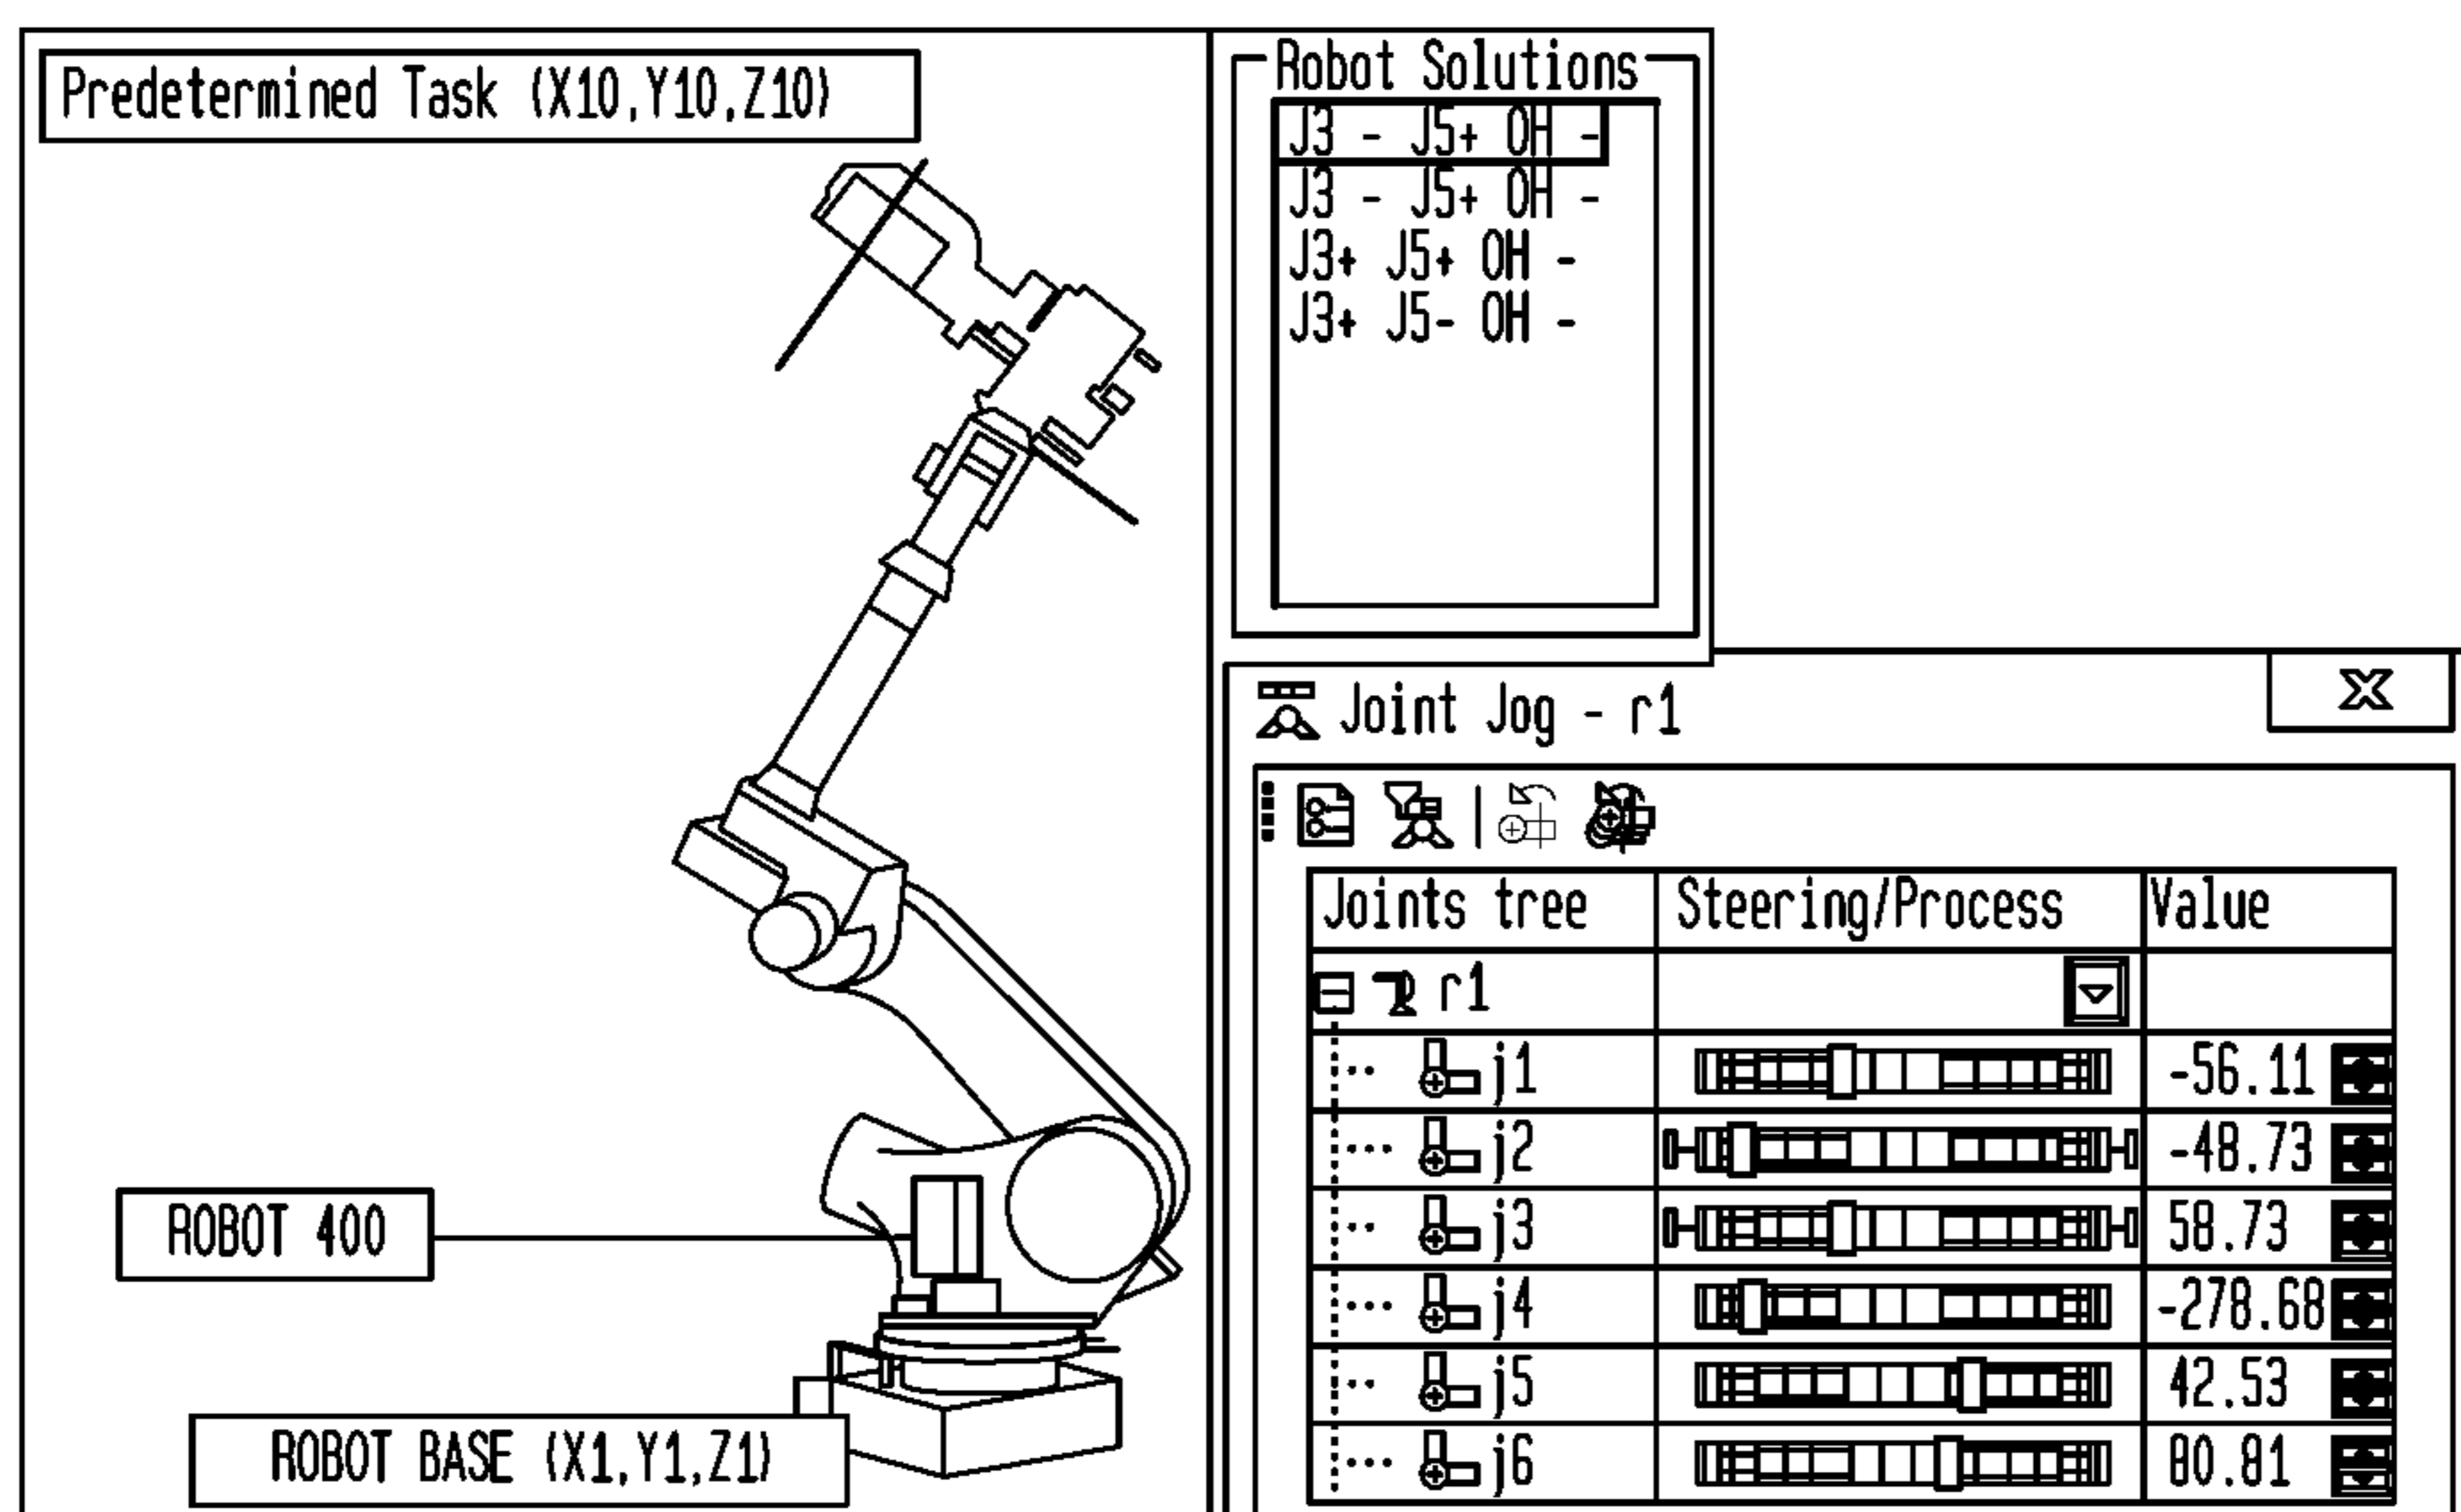 Predetermined Task (X10,Y10,Z10)
ROBOT 400
ROBOT BASE (X1,Y1,Z1)
Robot Solutions
J3 - J5+ OH -
J3 - J5+ OH -
J3+ J5+ OH -
J3+ J5- OH -
Joint Jog - r1
X
Joints tree Steering/Process Value
r1
j1 -56.11
j2 -48.73
j3 58.73
j4 -278.68
j5 42.53
j6 80.81